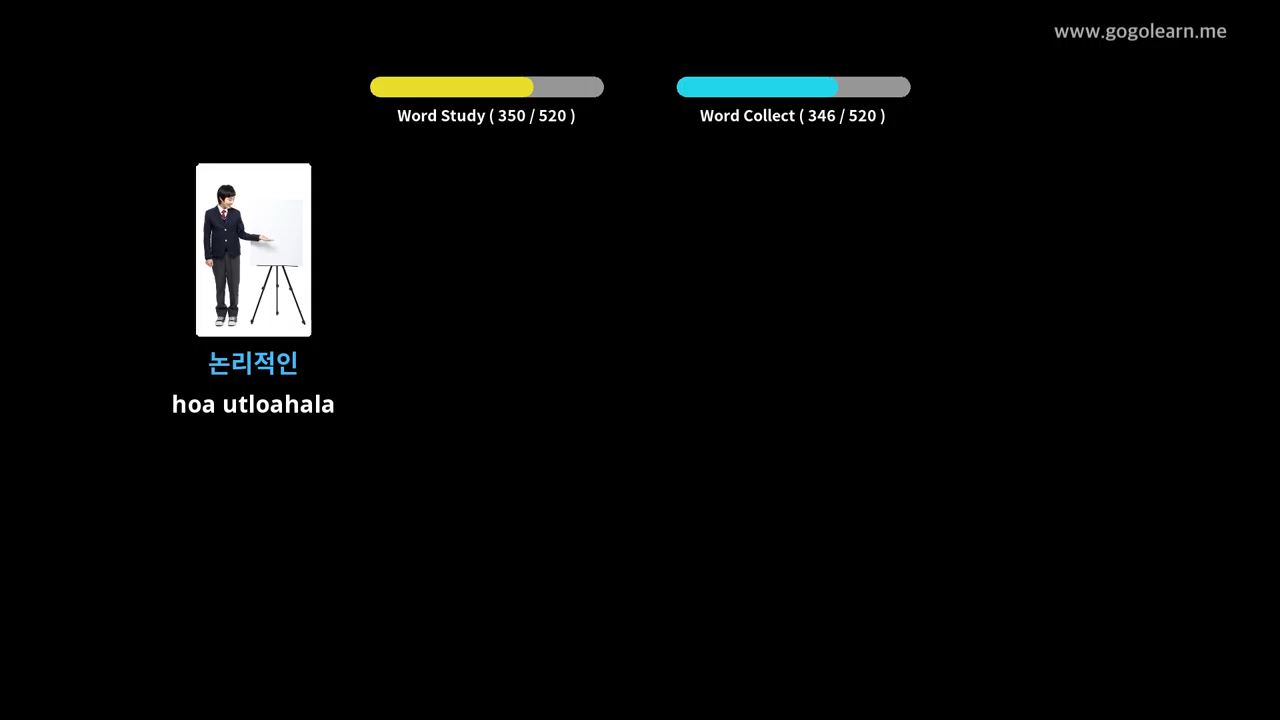 www.gogolearn.me
Word Study ( 350 / 520 )
Word Collect ( 346 / 520 )
논리적인
hoa utloahala